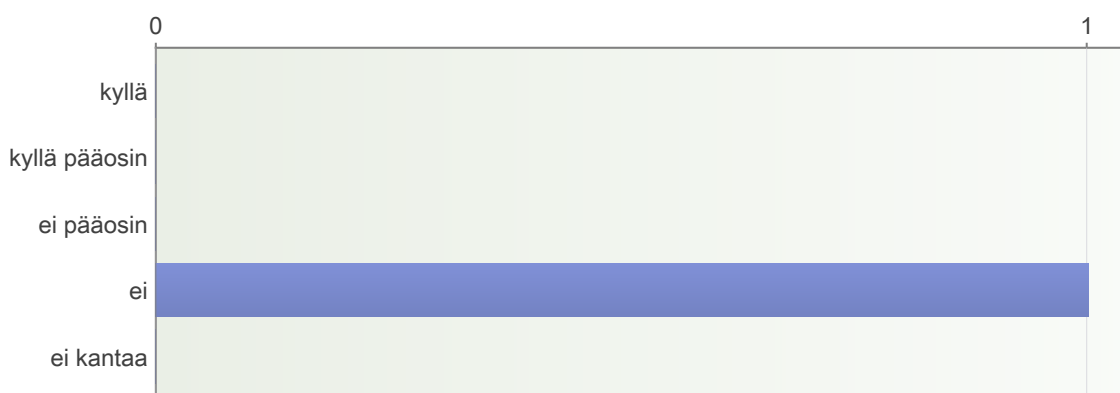 0 1
kyllä
kyllä pääosin
ei pääosin
ei
ei kantaa